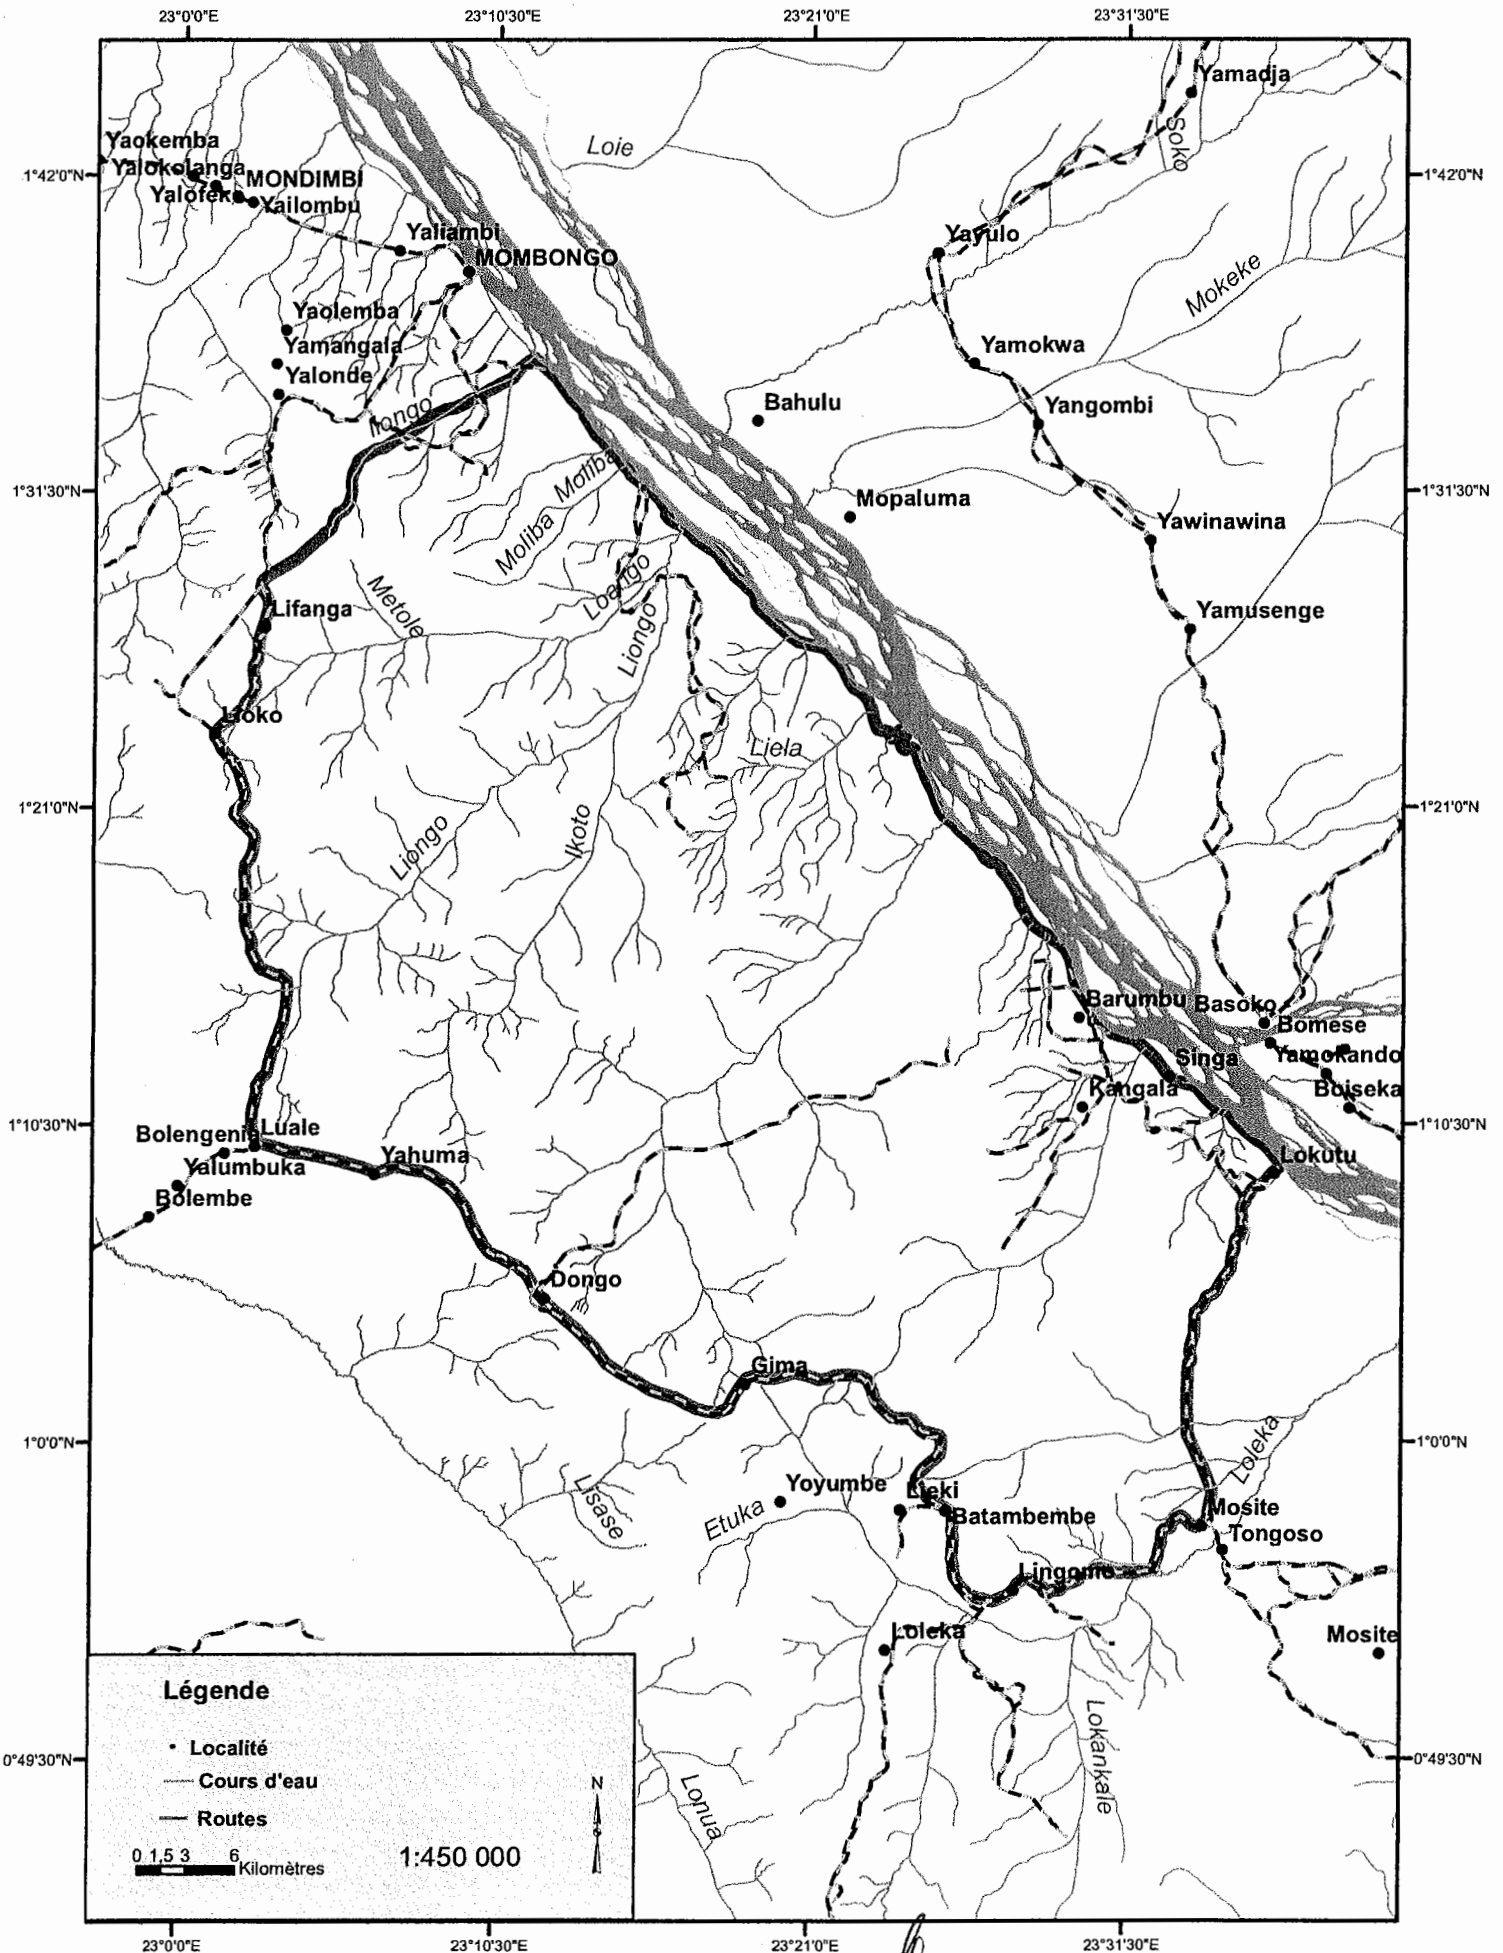 23°0'0"E
23°10'30"E
23°21'0"E
23°31'30"E
Yamadja
Soko
Yaokemba
Loie
1°42'0"N
Yalokolanga
MONDIMBI
1°42'0"N
Yalofek
Yailombu
Yaliambi
Yayulo
MOMBONGO
Mokeke
Yaolemba
Yamangala
Yamokwa
Yalonde
Bahulu
Yangombi
Iiongo
Moliba
1°31'30"N
Mopaluma
1°31'30"N
Moliba
Yawinawina
Loango
Metole
Lifanga
Yamusenge
Liongo
Lioko
Liela
1°21'0"N
1°21'0"N
Ikoto
Liongo
Barumbu
Basoko
Bomese
Singa
Yamokando
Kangala
Boiseka
1°10'30"N
1°10'30"N
Bolengenia
Luale
Yahuma
Lokutu
Yalumbuka
Bolembe
Dongo
Gima
1°0'0"N
1°0'0"N
Loleka
Yoyumbe
Lieki
Lisase
Etuka
Batambembe
Mosite
Tongoso
Lingomo
Loleka
Mosite
Légende
Localité
Lokankale
0°49'30"N
0°49'30"N
Cours d'eau
N
Lonua
Routes
0 1,5 3 6
Kilomètres
1:450 000
23°0'0"E
23°10'30"E
23°21'0"E
23°31'30"E